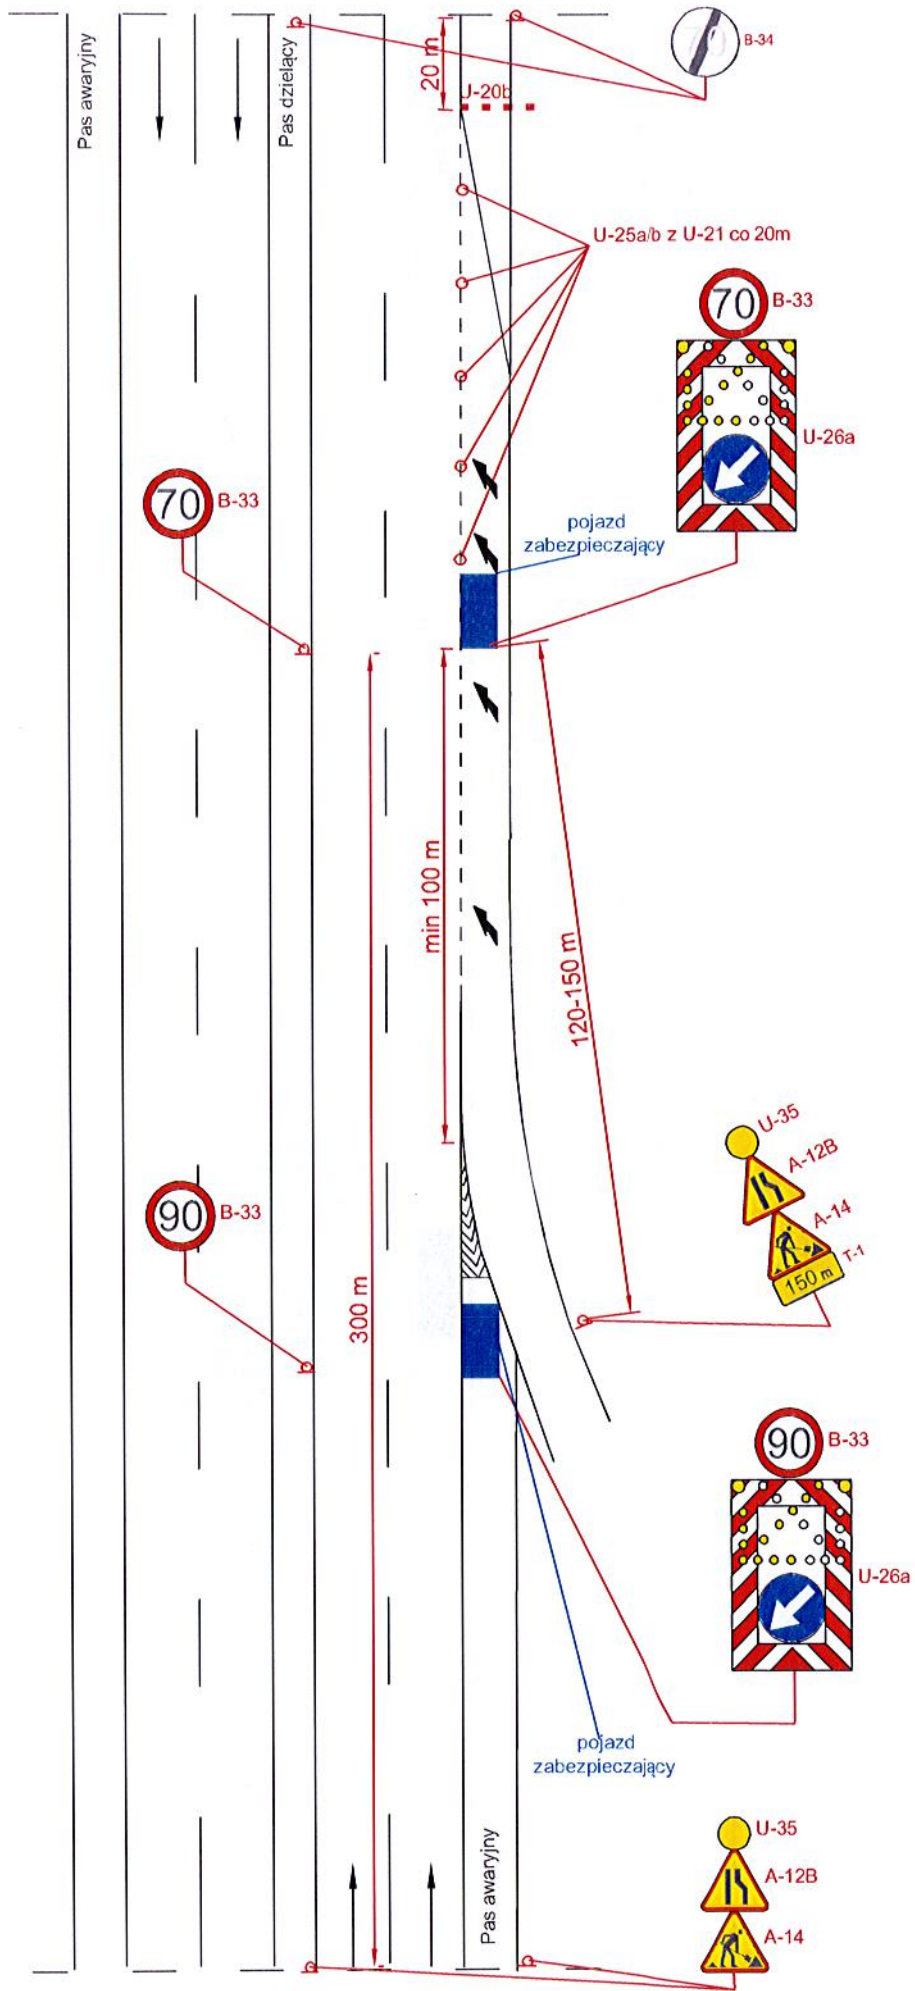 Pas awaryjny
Pas dzielący
20 m
U-20b
B-34
U-25a/b z U-21 co 20m
70
B-33
U-26a
70
B-33
pojazd
zabezpieczający
min 100 m
120-150 m
U-35
A-12B
A-14
T-1
150 m
90
B-33
300 m
90
B-33
U-26a
pojazd
zabezpieczający
Pas awaryjny
U-35
A-12B
A-14